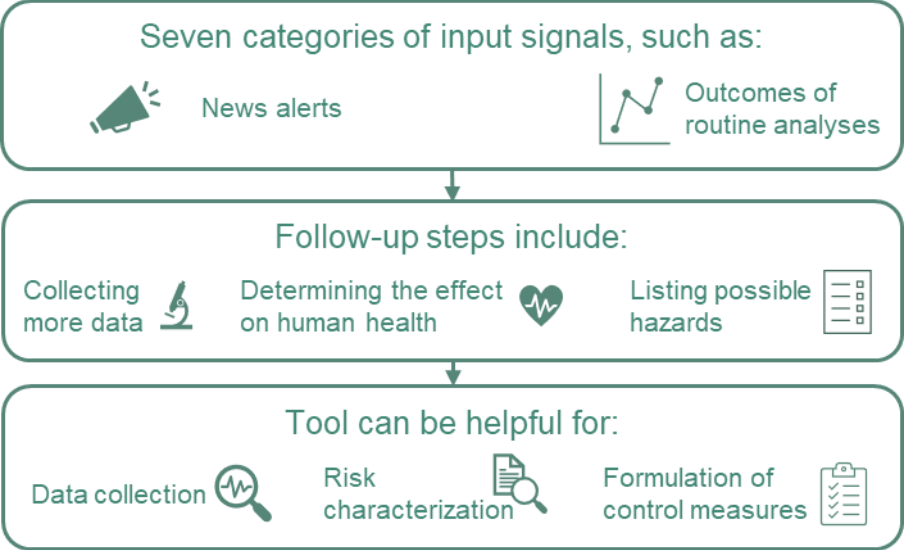 Seven categories of input signals, such as:
News alerts
Outcomes of
routine analyses
Follow-up steps include:
Collecting
more data
Determining the effect
on human health
Listing possible
hazards
Tool can be helpful for:
Data collection
Risk
characterization
Formulation of
control measures